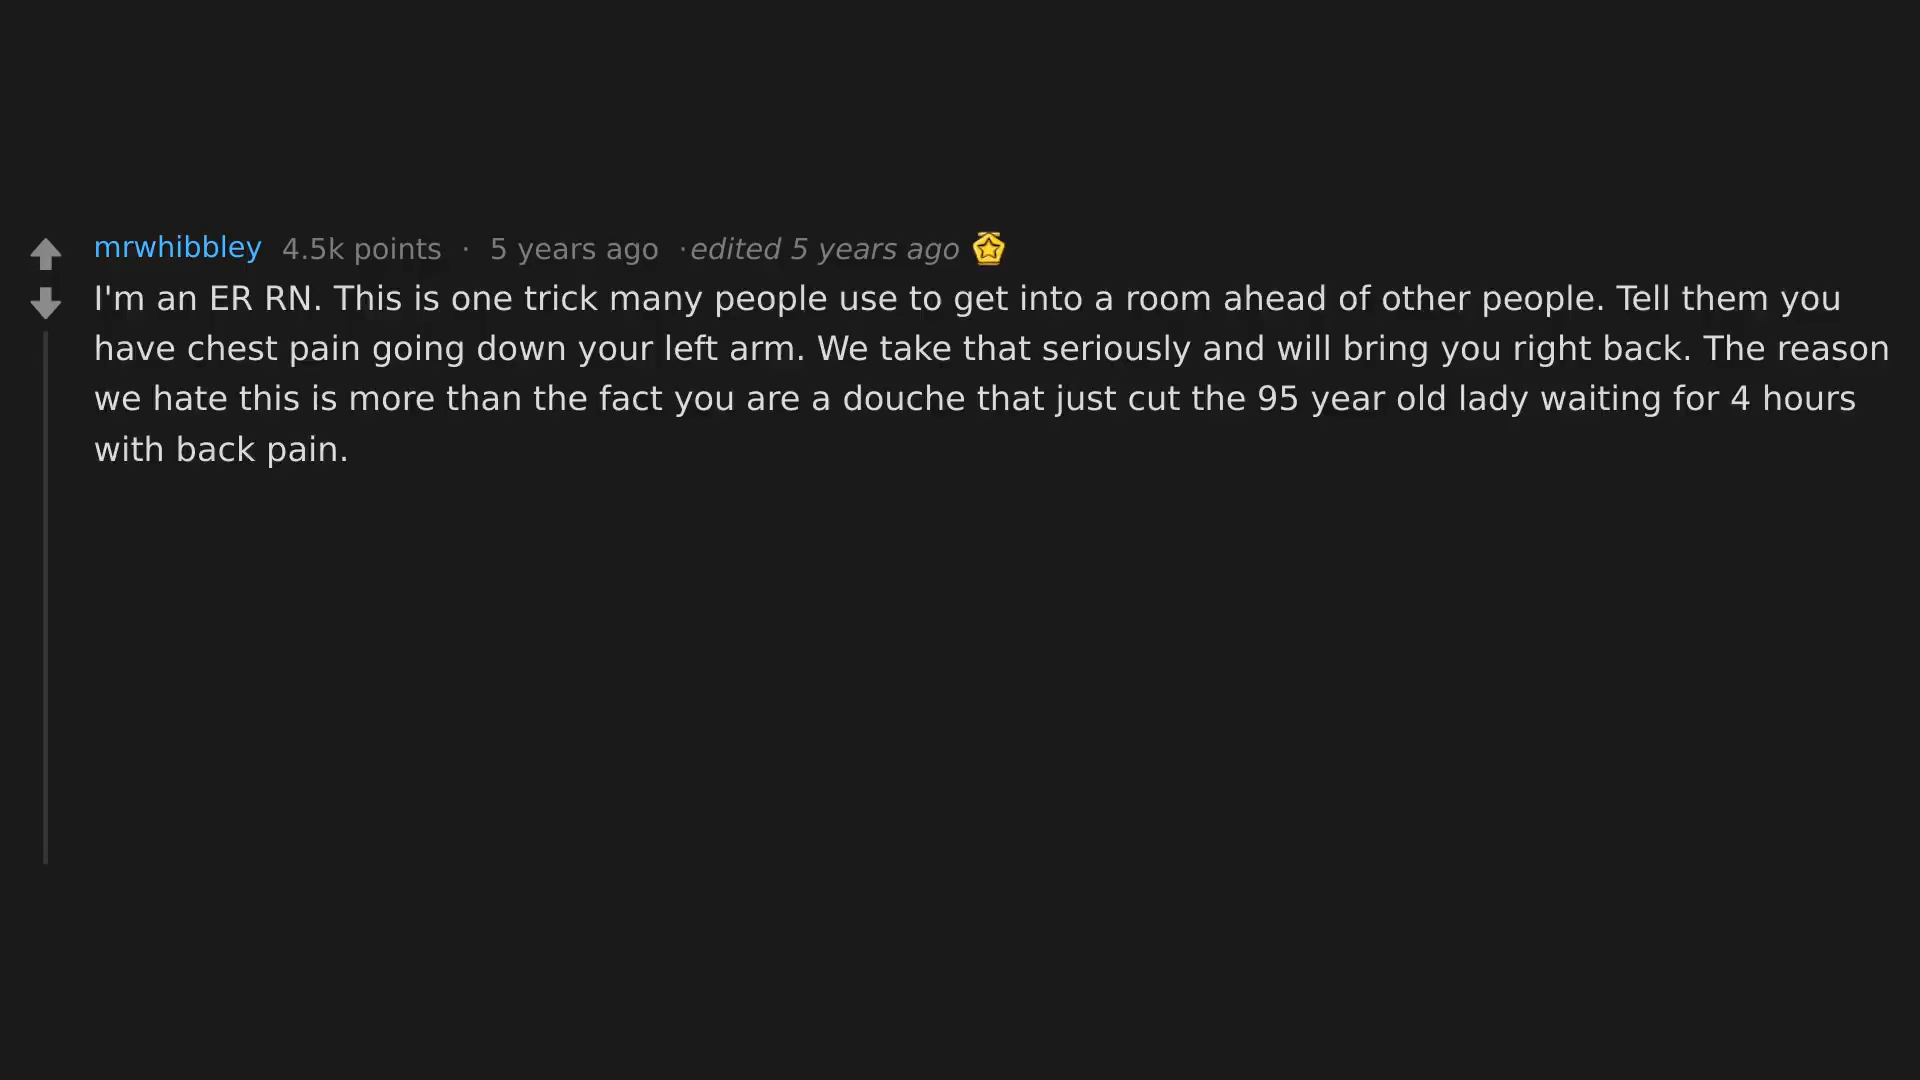 mrwhibbley 4.5k points · 5 years ago ·edited 5 years ago
I'm an ER RN. This is one trick many people use to get into a room ahead of other people. Tell them you
have chest pain going down your left arm. We take that seriously and will bring you right back. The reason
we hate this is more than the fact you are a douche that just cut the 95 year old lady waiting for 4 hours
with back pain.